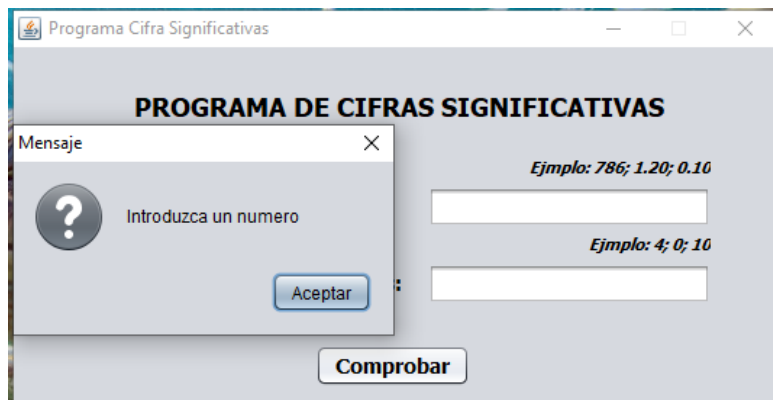 Programa Cifra Significativas
PROGRAMA DE CIFRAS SIGNIFICATIVAS
Mensaje
Ejmplo: 786; 1.20; 0.10
Introduzca un numero
Ejmplo: 4; 0; 10
Aceptar
:
Comprobar